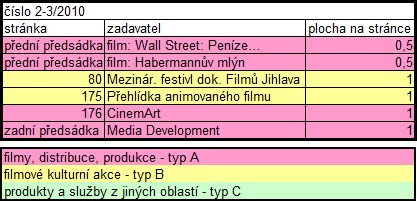 číslo 2-3/2010
stránka zadavatel plocha na stránce
přední předsádka film: Wall Street: Peníze... 0,5
přední předsádka film: Habermannův mlýn 0,5
80 Mezinár. festivl dok. Filmů Jihlava 1
175 Přehlídka animovaného filmu 1
176 CinemArt 1
zadní předsádka Media Development 1
filmy, distribuce, produkce - typ A
filmové kulturní akce - typ B
produkty a služby z jiných oblastí - typ C